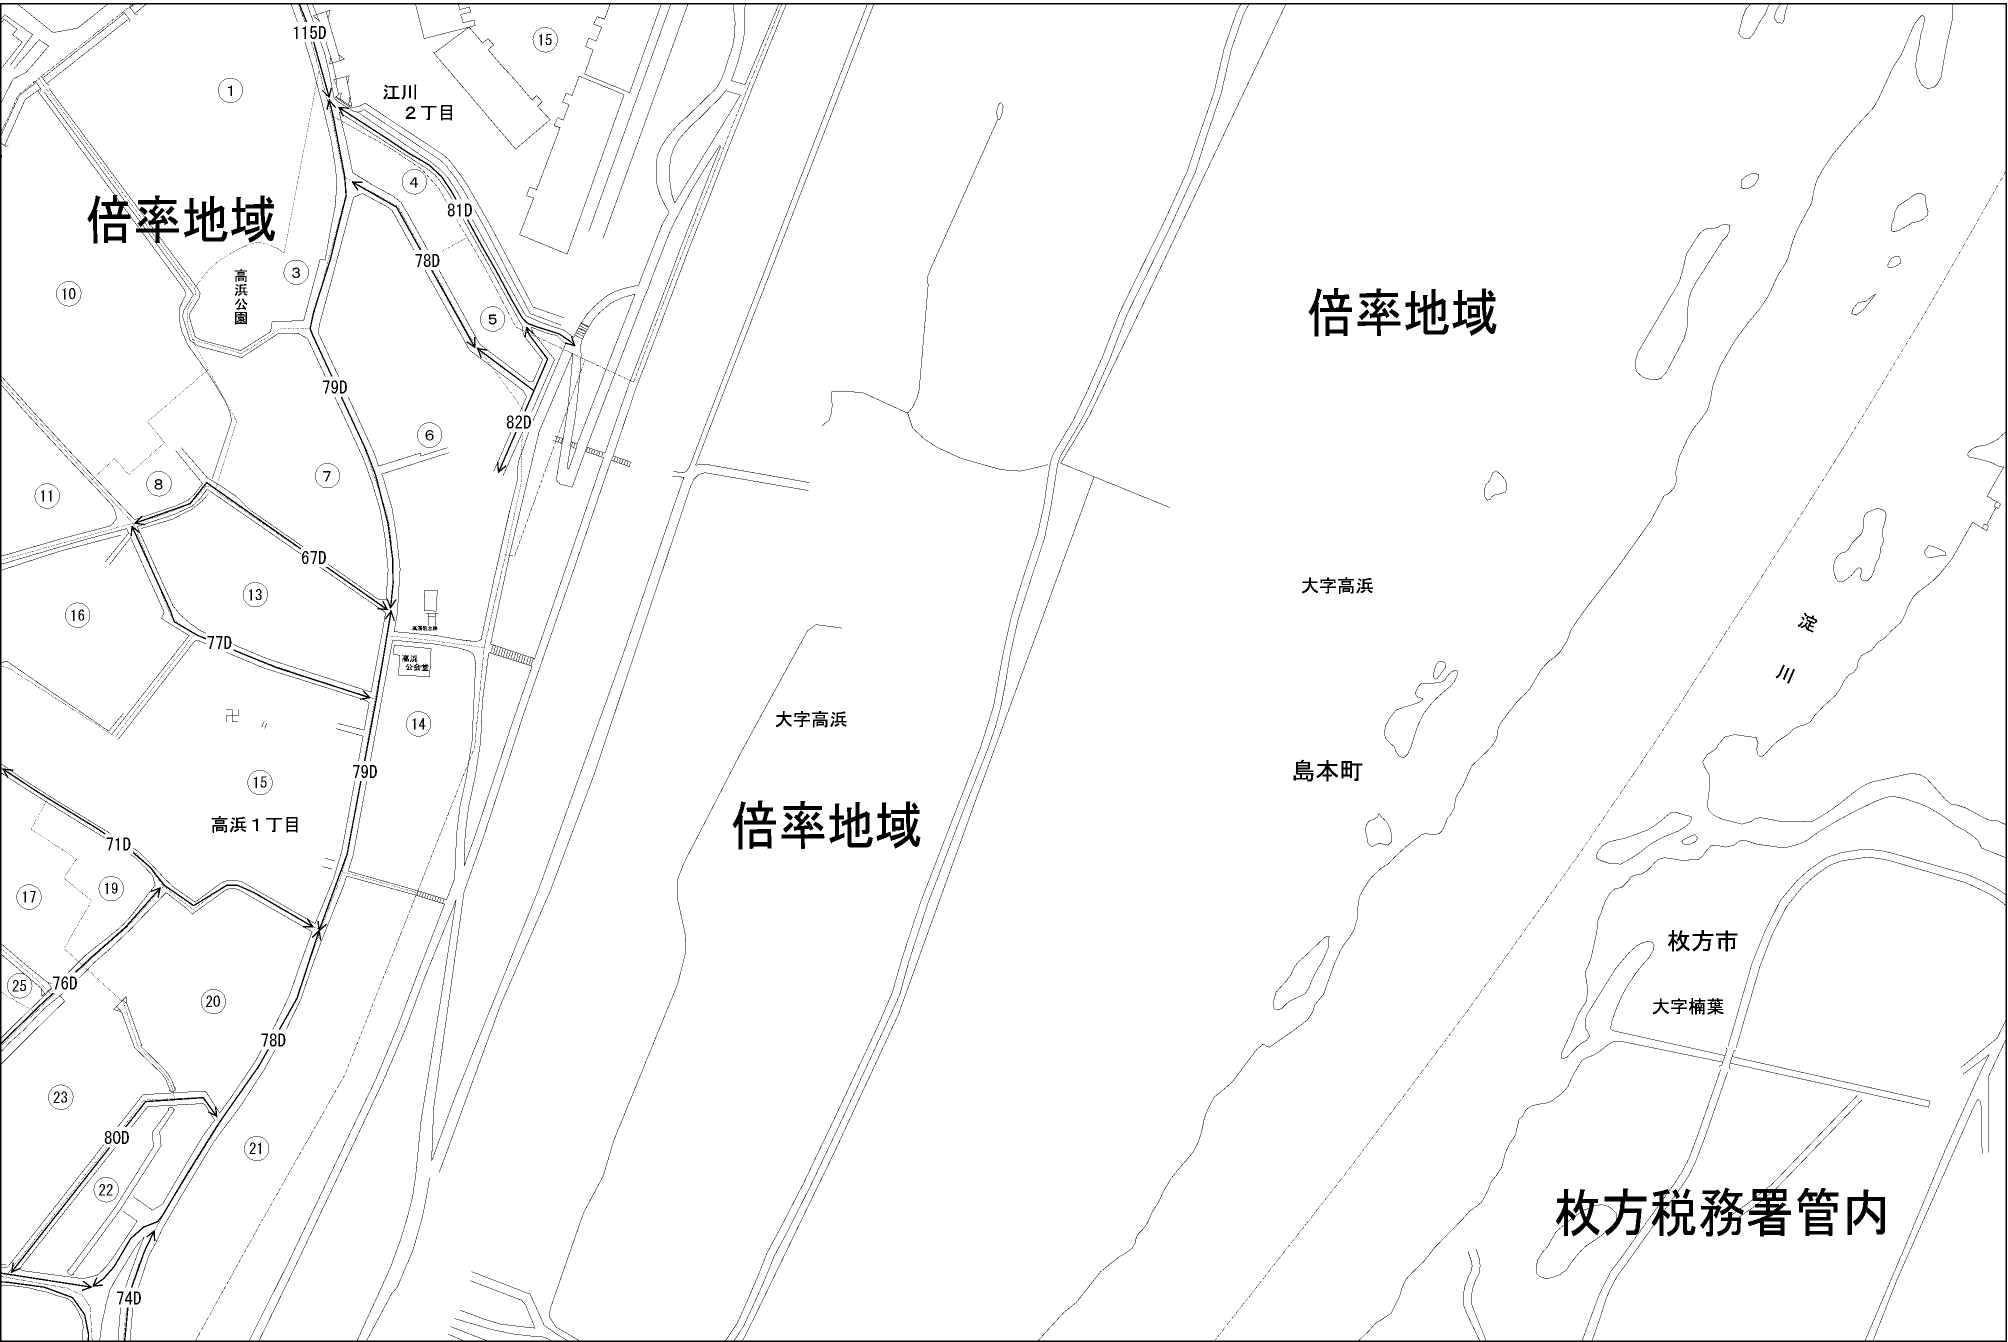 115D
15
1
江川
2丁目
4
倍率地域
81D
78D
3
高浜公園
10
5
倍率地域
79D
82D
6
7
8
11
67D
大字高浜
13
16
淀川
77D
高浜
公会堂
大字高浜
14
79D
島本町
15
高浜1丁目
倍率地域
71D
19
17
枚方市
76D
25
20
大字楠葉
78D
23
80D
21
22
枚方税務署管内
74D